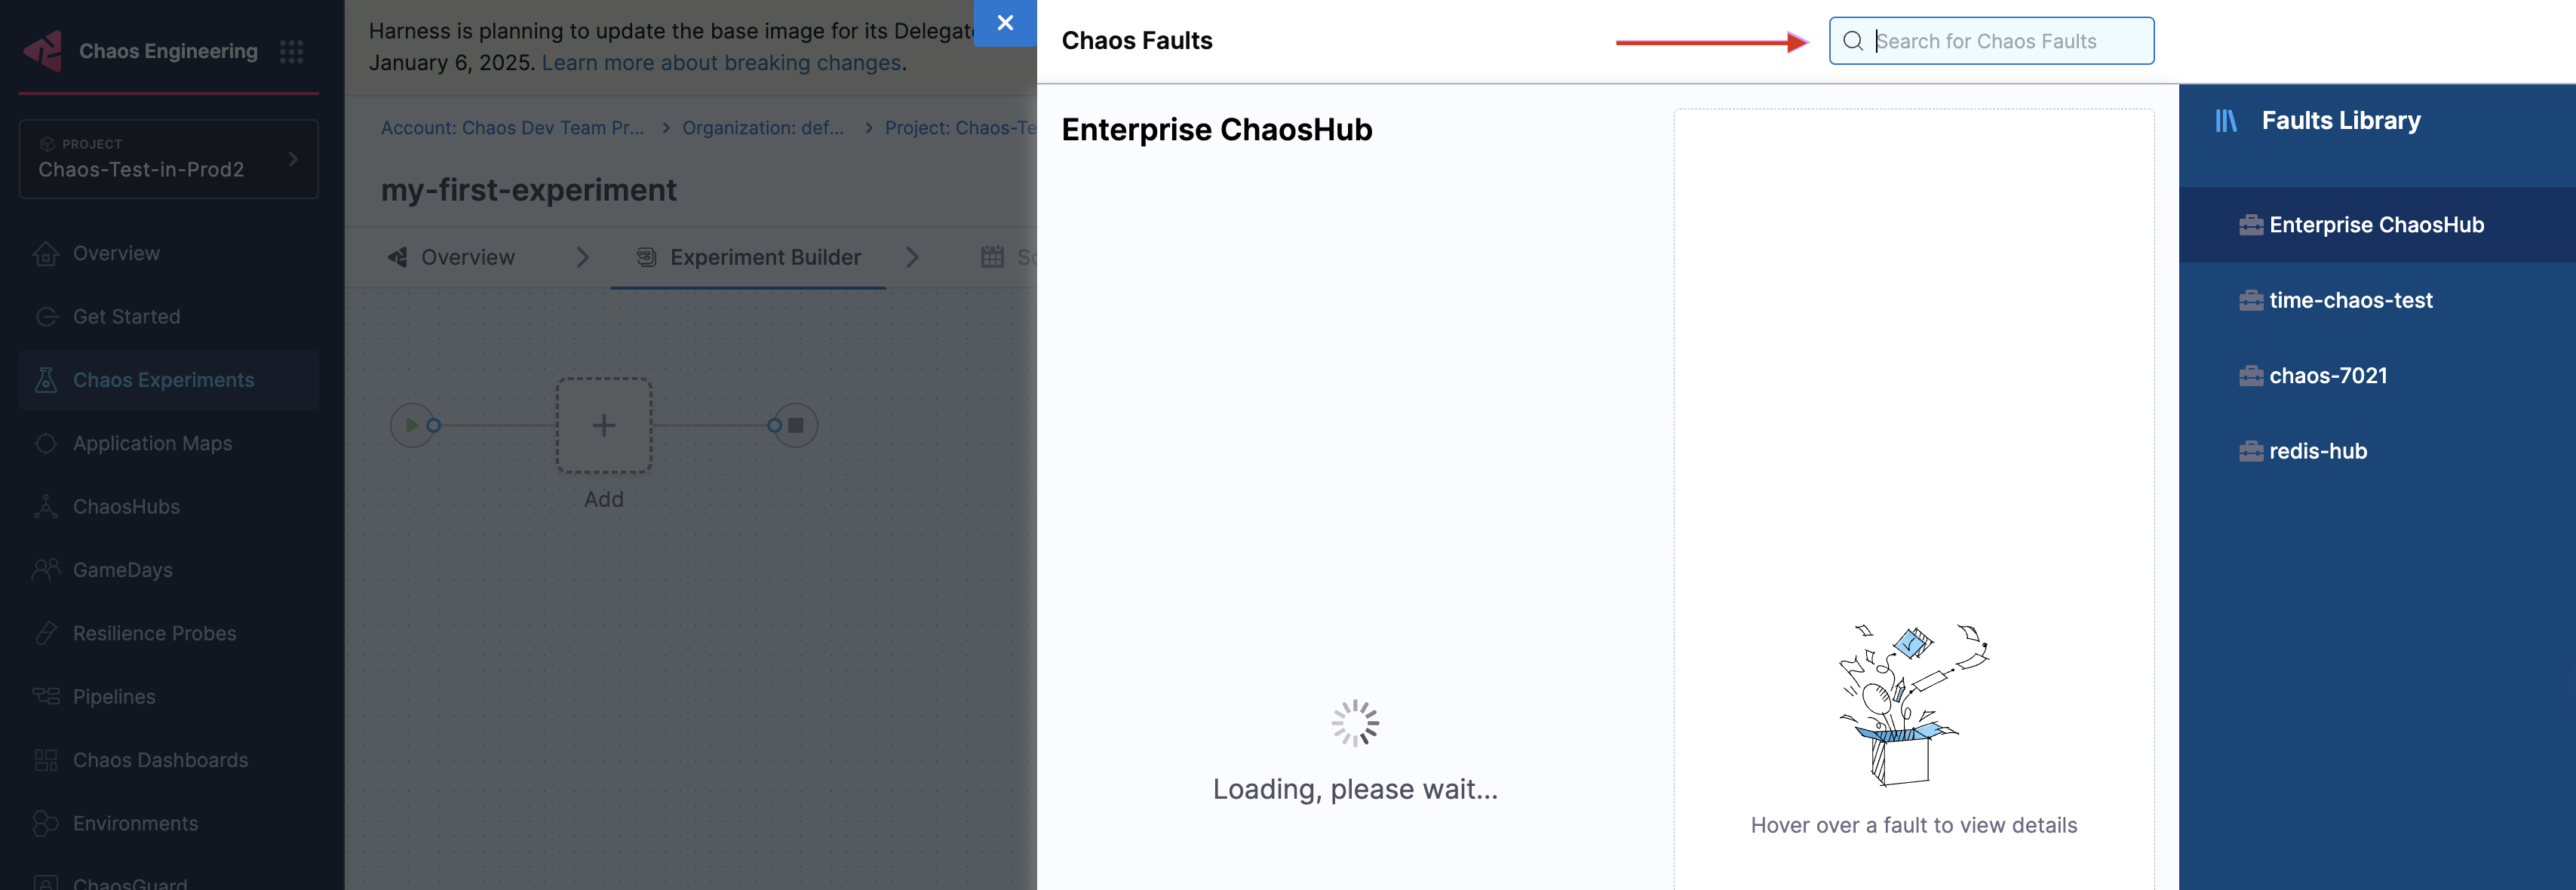 Chaos Engineering
PROJECT
Chaos-Test-in-Prod2
Overview
Get Started
Chaos Experiments
Application Maps
ChaosHubs
GameDays
Resilience Probes
Pipelines
Chaos Dashboards
Environments
ChaosGuard
Harness is planning to update the base image for its Delegate
January 6, 2025. Learn more about breaking changes.
Account: Chaos Dev Team Pr... > Organization: def... > Project: Chaos-Te
my-first-experiment
Overview
Experiment Builder
Add
Chaos Faults
Search for Chaos Faults
Enterprise ChaosHub
Loading, please wait...
Hover over a fault to view details
Faults Library
Enterprise ChaosHub
time-chaos-test
chaos-7021
redis-hub